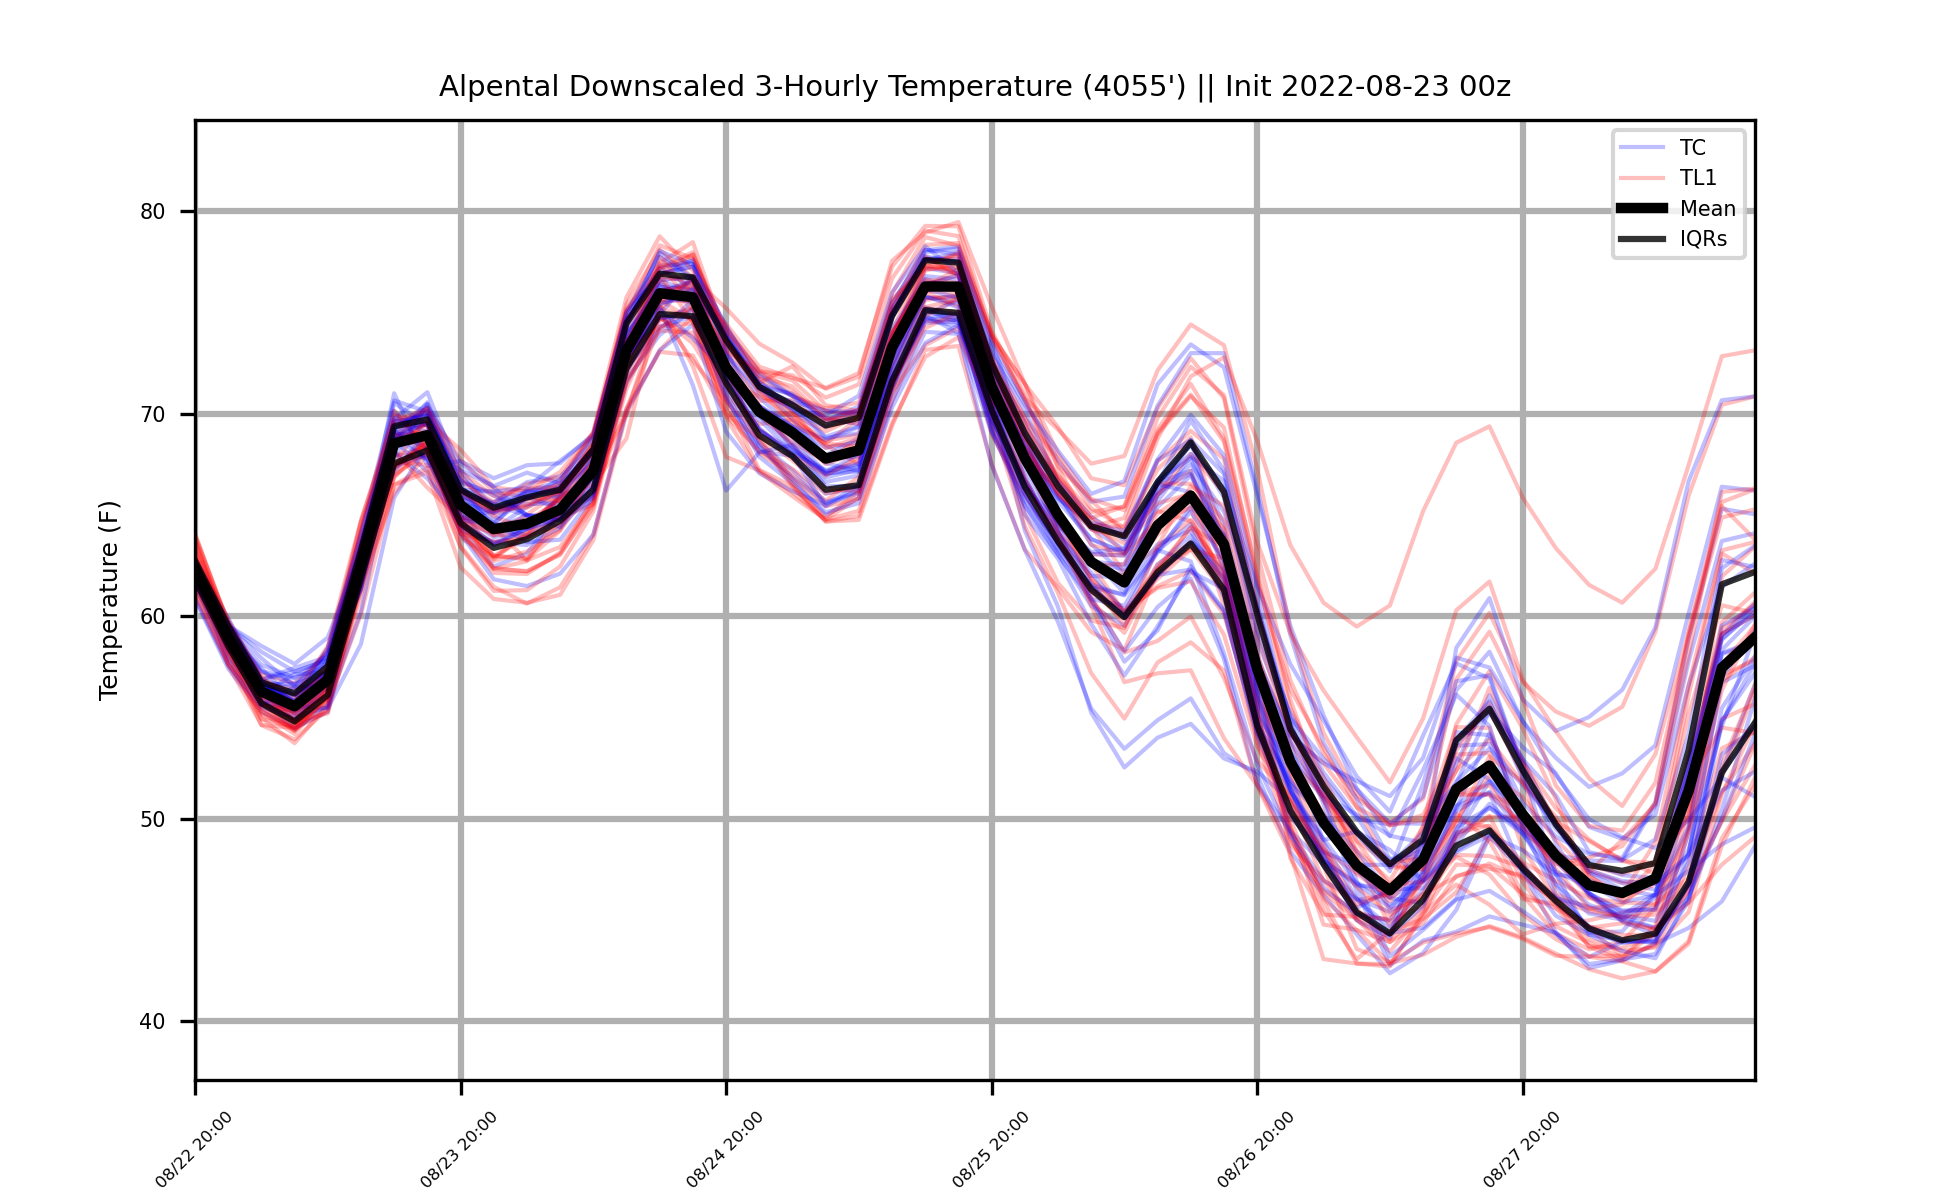 Alpental Downscaled 3-Hourly Temperature (4055') || Init 2022-08-23 00z
TC
TL1
Mean
IQRs
Temperature (F)
80
70
60
50
40
08/22 20:00
08/23 20:00
08/24 20:00
08/25 20:00
08/26 20:00
08/27 20:00